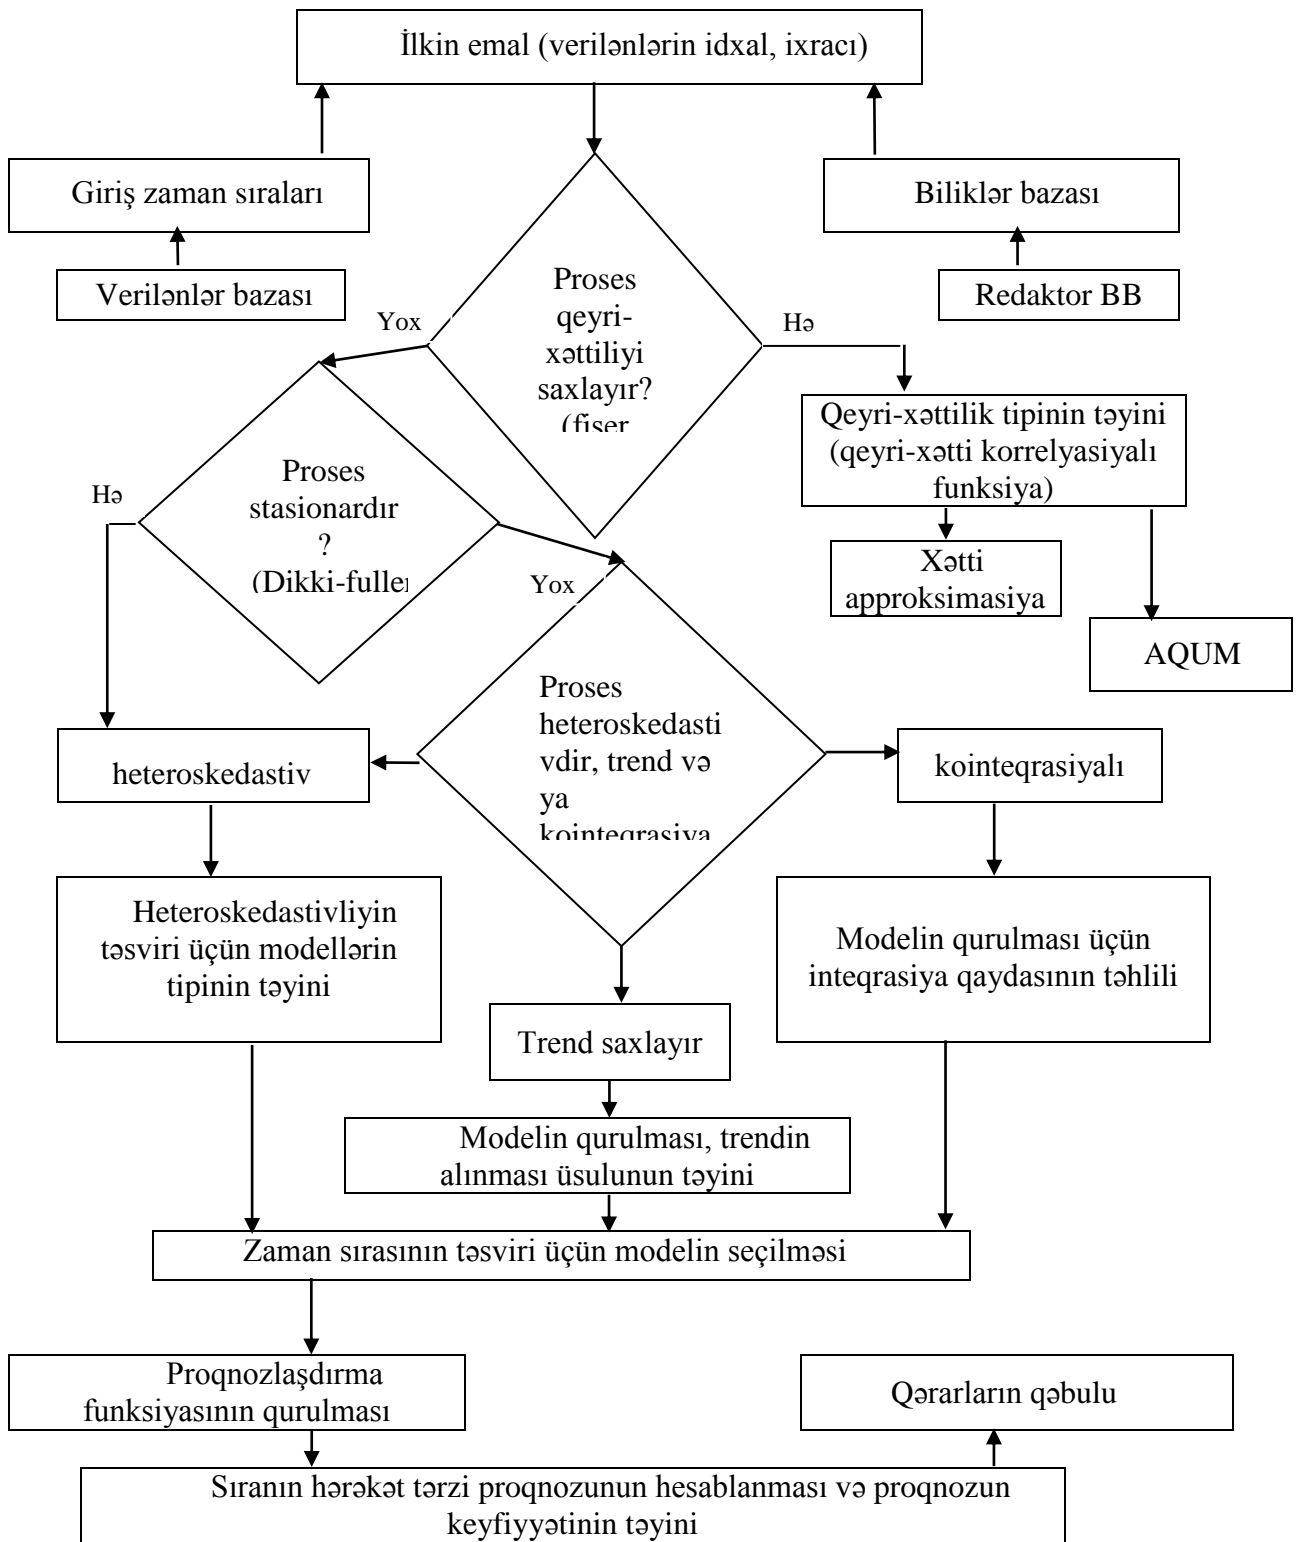 İlkin emal (verilənlərin idxal, ixracı)
Giriş zaman sıraları
Biliklər bazası
Verilənlər bazası
Redaktor BB
Proses
qeyri-
xəttiliyi
saxlayır?
(fişer
Yox
Hə
Qeyri-xəttilik tipinin təyini
(qeyri-xətti korrelyasiyalı
funksiya)
Proses
stasionardır
?
(Dikki-fuller
Hə
Yox
Xətti
approksimasiya
AQUM
Proses
heteroskedasti
vdir, trend və
ya
kointeqrasiya
heteroskedastiv
kointeqrasiyalı
Heteroskedastivliyin
təsviri üçün modellərin
tipinin təyini
Modelin qurulması üçün
inteqrasiya qaydasının təhlili
Trend saxlayır
Modelin qurulması, trendin
alınması üsulunun təyini
Zaman sırasının təsviri üçün modelin seçilməsi
Proqnozlaşdırma
funksiyasının qurulması
Qərarların qəbulu
Sıranın hərəkət tərzi proqnozunun hesablanması və proqnozun
keyfiyyətinin təyini